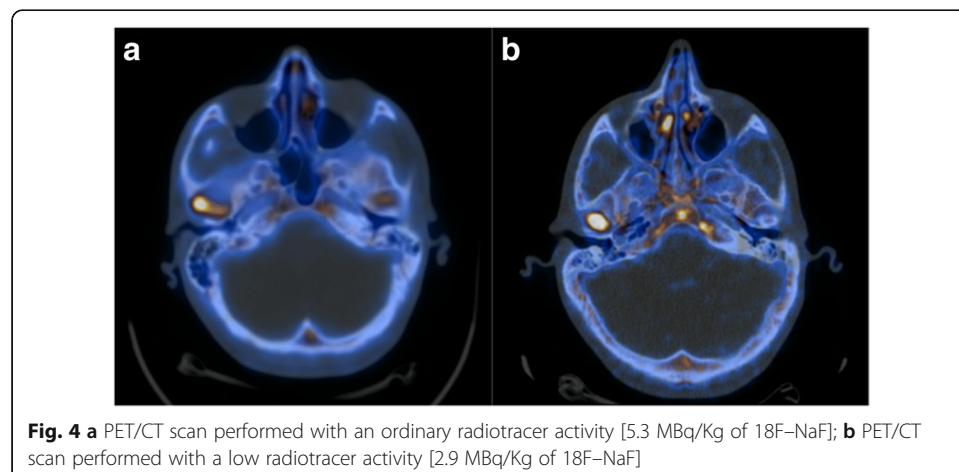 a
b
Fig. 4 a PET/CT scan performed with an ordinary radiotracer activity [5.3 MBq/Kg of 18F–NaF]; b PET/CT
scan performed with a low radiotracer activity [2.9 MBq/Kg of 18F–NaF]